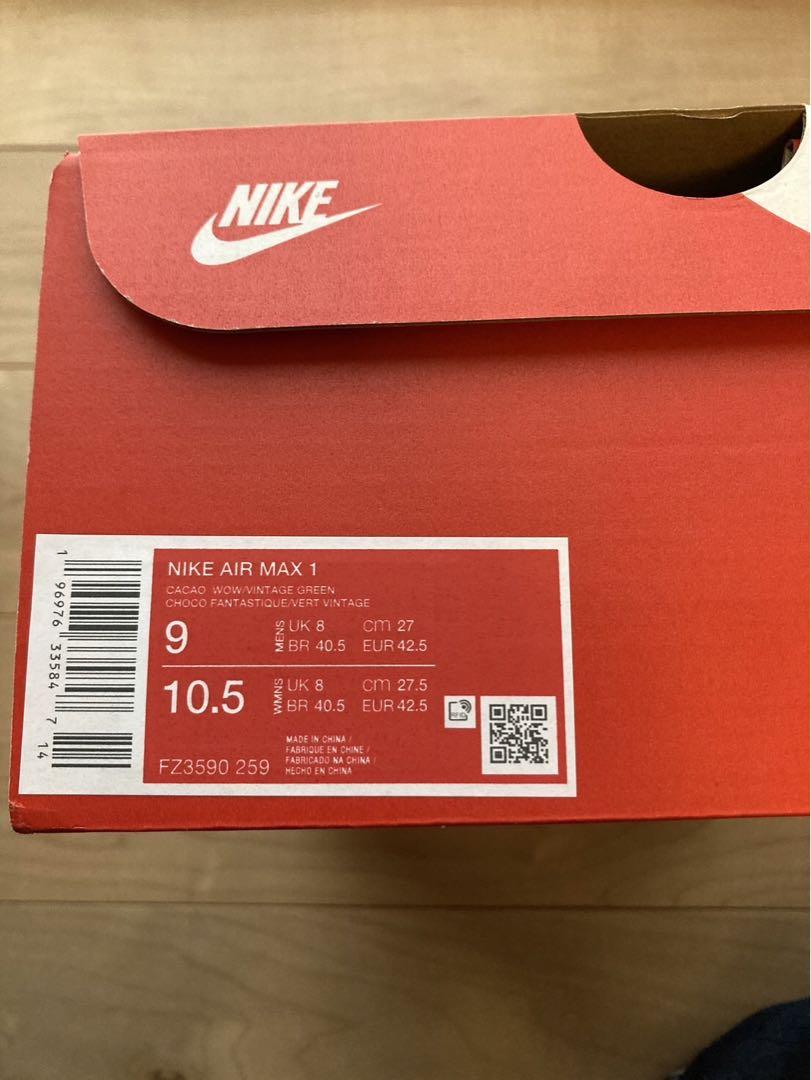 NIKE
NIKE AIR MAX 1
CACAO WOW/VINTAGE GREEN
CHOCO FANTASTIQUE/VERT VINTAGE
9
MENS
UK 8 cm 27
BR 40.5 EUR 42.5
10.5
WMNS
UK 8 cm 27.5
BR 40.5 EUR 42.5
FZ3590 259
MADE IN CHINA /
FABRIQUE EN CHINE /
FABRICADO NA CHINA /
HECHO EN CHINA
RFID
1 96976 33584 7 14